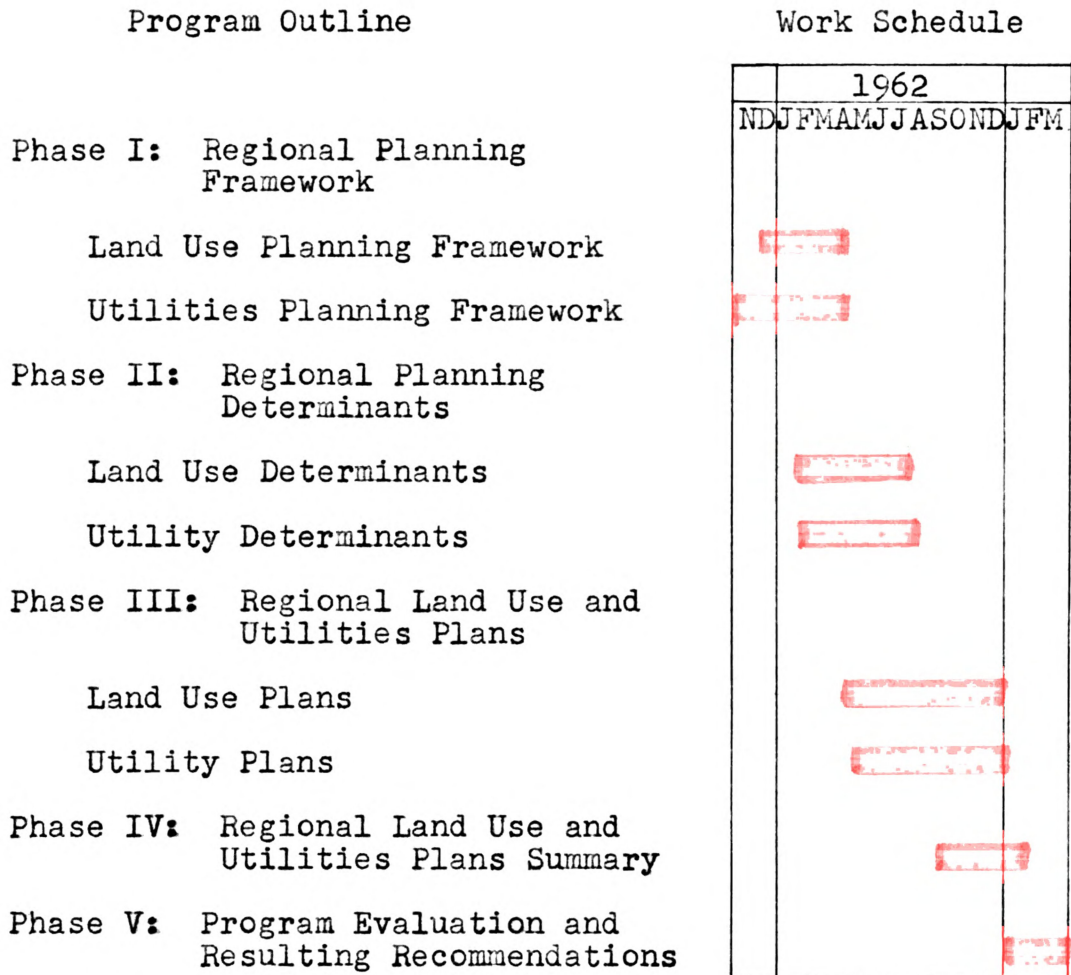 Program Outline
Work Schedule
1962
NDJFMAMJJASONDJFM
Phase I: Regional Planning
Framework
Land Use Planning Framework
Utilities Planning Framework
Phase II: Regional Planning
Determinants
Land Use Determinants
Utility Determinants
Phase III: Regional Land Use and
Utilities Plans
Land Use Plans
Utility Plans
Phase IV: Regional Land Use and
Utilities Plans Summary
Phase V: Program Evaluation and
Resulting Recommendations